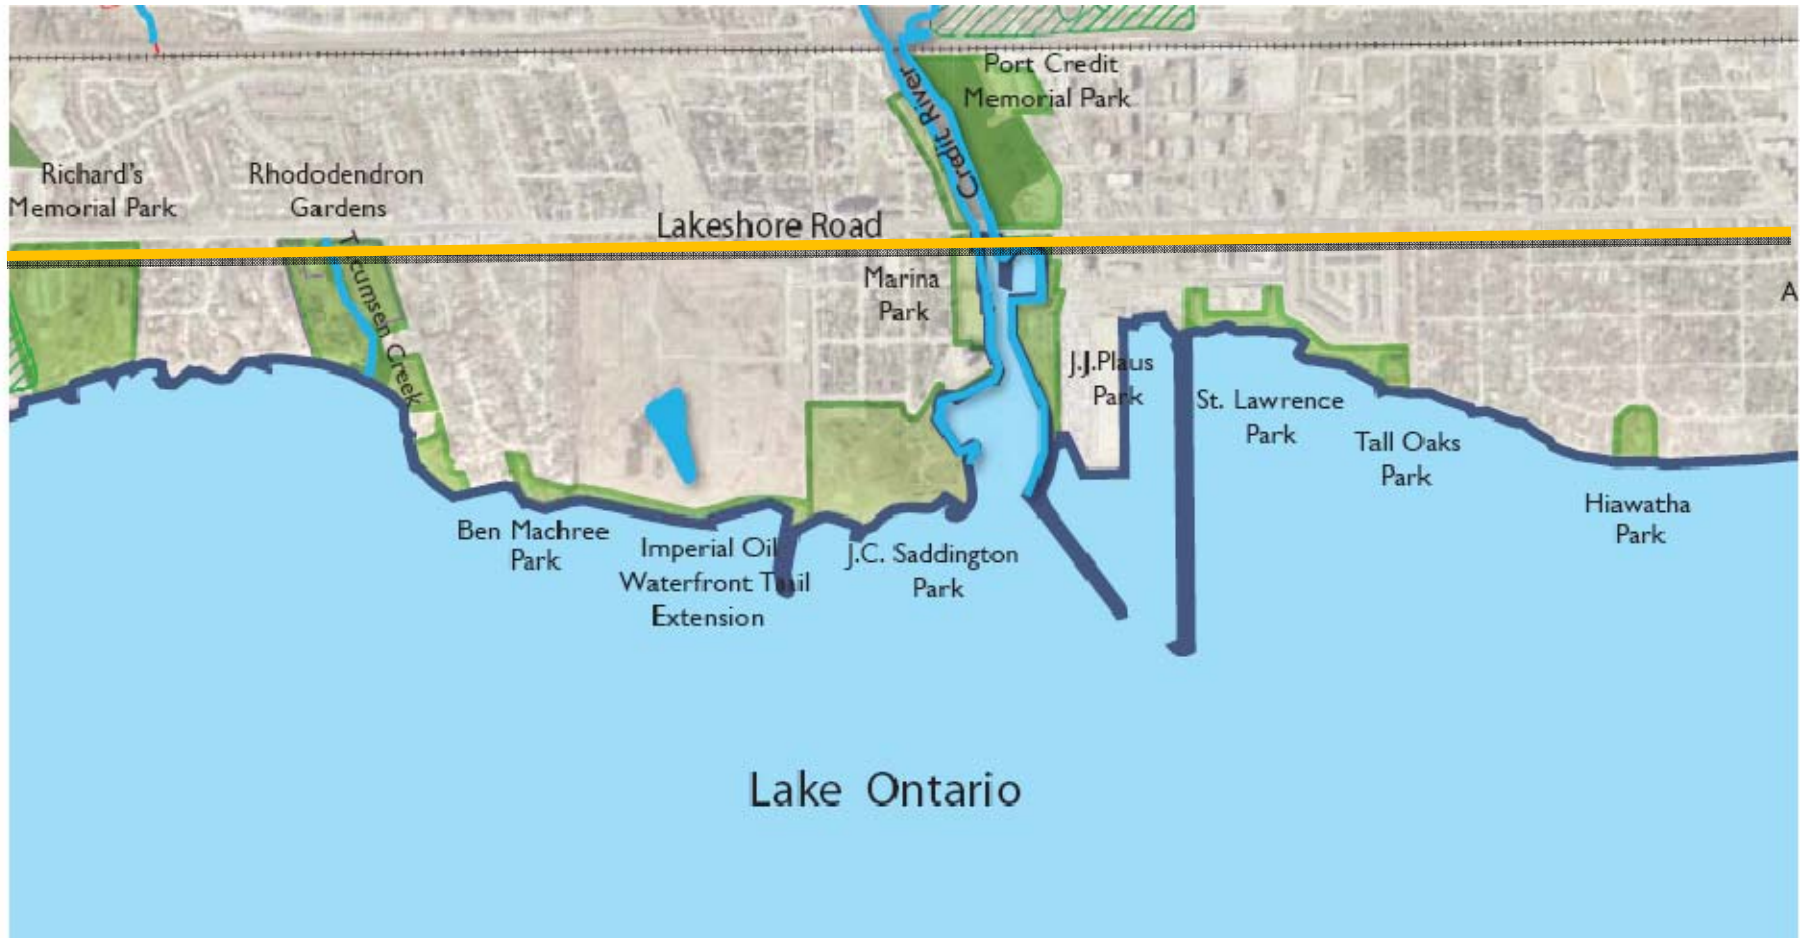 Port Credit
Memorial Park
Credit River
Richard's
Memorial Park
Rhododendron
Gardens
Lakeshore Road
Tecumsen Creek
Marina
Park
A
J.J.Plaus
Park
St. Lawrence
Park
Tall Oaks
Park
Hiawatha
Park
Ben Machree
Park
Imperial Oil
Waterfront Trail
Extension
J.C. Saddington
Park
Lake Ontario